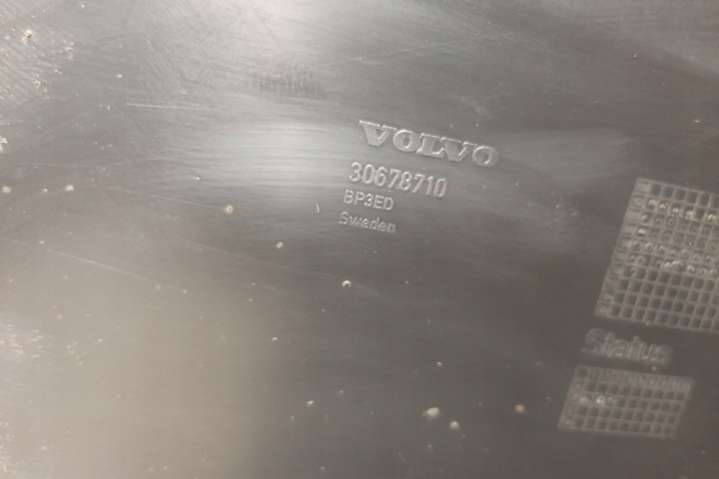 VOLVO
30678710
BP3ED
Sweden
Status